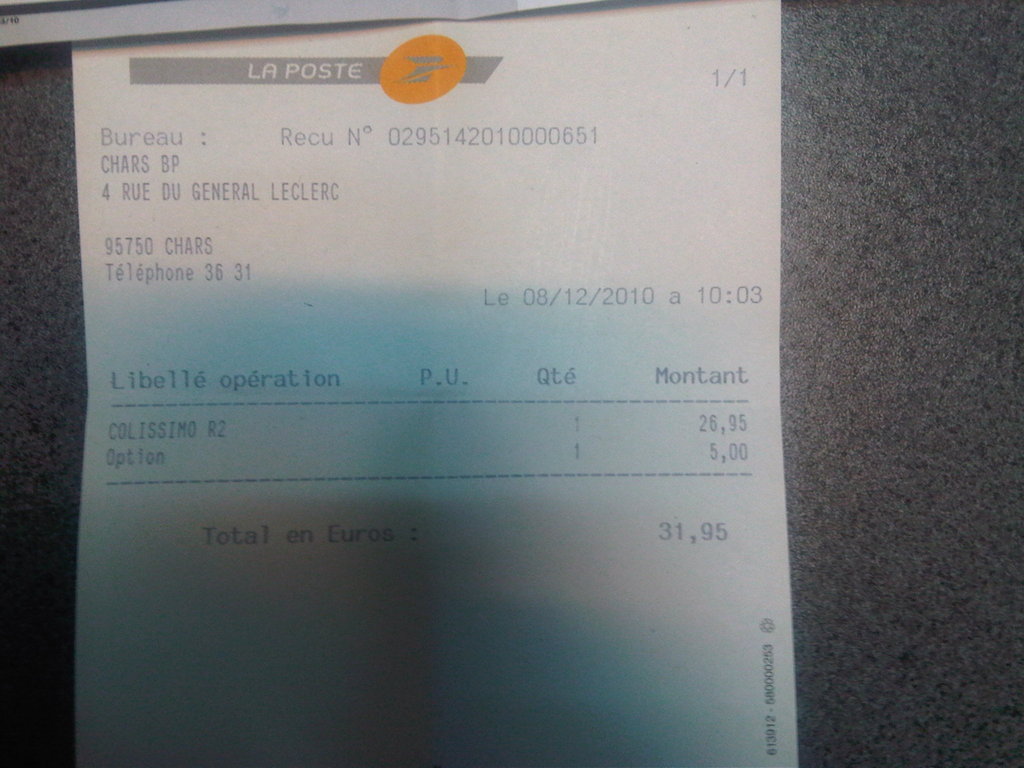 LA POSTE
1/1
Bureau : Recu N° 0295142010000651
CHARS BP
4 RUE DU GENERAL LECLERC
95750 CHARS
Téléphone 36 31
Le 08/12/2010 a 10:03
Libellé opération P.U. Qté Montant
COLISSIMO R2 1 26,95
Option 1 5,00
Total en Euros : 31,95